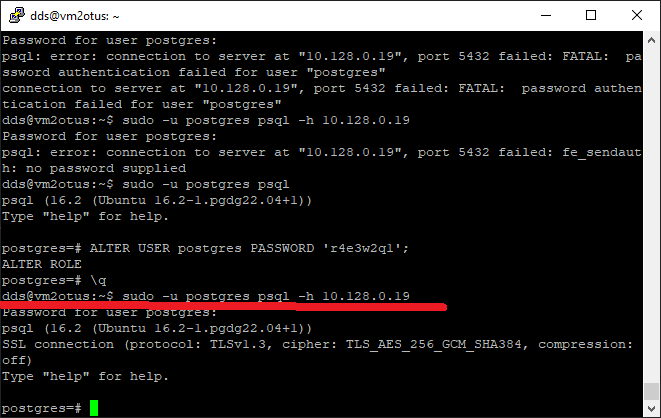 dds@vm2otus: ~
Password for user postgres:
psql: error: connection to server at "10.128.0.19", port 5432 failed: FATAL:  pa
ssword authentication failed for user "postgres"
connection to server at "10.128.0.19", port 5432 failed: FATAL:  password authen
tication failed for user "postgres"
dds@vm2otus:~$ sudo -u postgres psql -h 10.128.0.19
Password for user postgres:
psql: error: connection to server at "10.128.0.19", port 5432 failed: fe_sendaut
h: no password supplied
dds@vm2otus:~$ sudo -u postgres psql
psql (16.2 (Ubuntu 16.2-1.pgdg22.04+1))
Type "help" for help.
postgres=# ALTER USER postgres PASSWORD 'r4e3w2q1';
ALTER ROLE
postgres=# \q
dds@vm2otus:~$ sudo -u postgres psql -h 10.128.0.19
Password for user postgres:
psql (16.2 (Ubuntu 16.2-1.pgdg22.04+1))
SSL connection (protocol: TLSv1.3, cipher: TLS_AES_256_GCM_SHA384, compression:
off)
Type "help" for help.
postgres=#